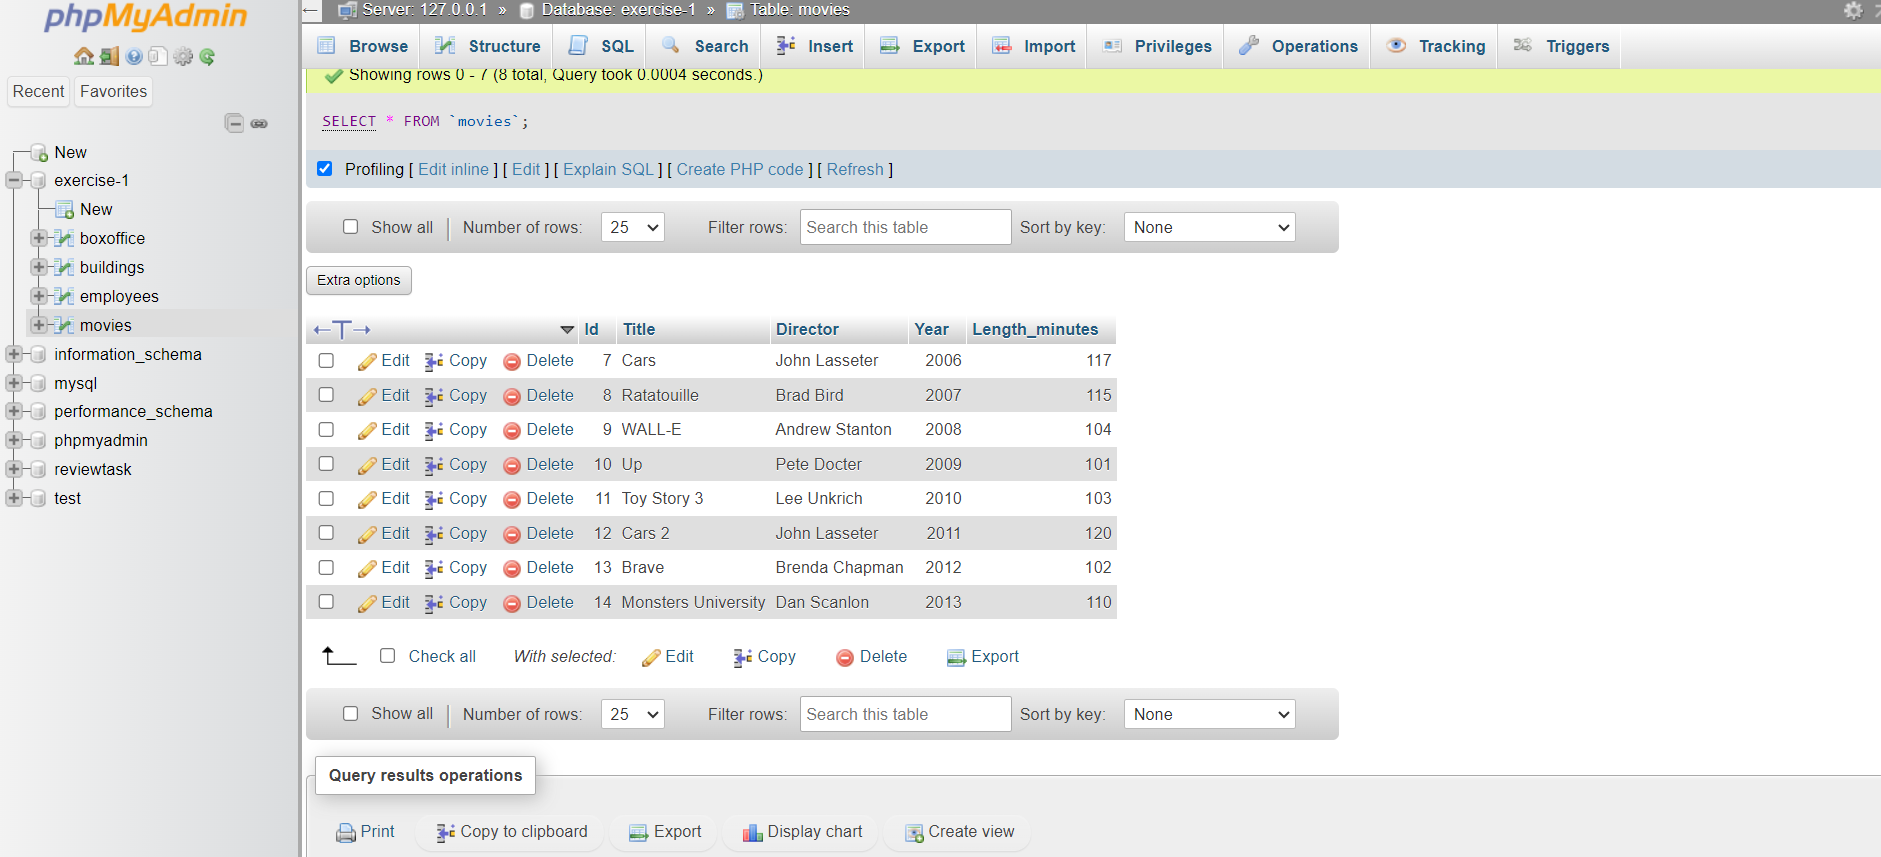 phpMyAdmin
Recent Favorites
New
exercise-1
New
boxoffice
buildings
employees
movies
information_schema
mysql
performance_schema
phpmyadmin
reviewtask
test
Server: 127.0.0.1 » Database: exercise-1 » Table: movies
Browse Structure SQL Search Insert Export Import Privileges Operations Tracking Triggers
Showing rows 0 - 7 (8 total, Query took 0.0004 seconds.)
SELECT * FROM `movies`;
Profiling [ Edit inline ] [ Edit ] [ Explain SQL ] [ Create PHP code ] [ Refresh ]
Show all | Number of rows: 25 Filter rows: Search this table Sort by key: None
Extra options
←T→ Id Title Director Year Length_minutes
Edit Copy Delete 7 Cars John Lasseter 2006 117
Edit Copy Delete 8 Ratatouille Brad Bird 2007 115
Edit Copy Delete 9 WALL-E Andrew Stanton 2008 104
Edit Copy Delete 10 Up Pete Docter 2009 101
Edit Copy Delete 11 Toy Story 3 Lee Unkrich 2010 103
Edit Copy Delete 12 Cars 2 John Lasseter 2011 120
Edit Copy Delete 13 Brave Brenda Chapman 2012 102
Edit Copy Delete 14 Monsters University Dan Scanlon 2013 110
Check all With selected: Edit Copy Delete Export
Show all | Number of rows: 25 Filter rows: Search this table Sort by key: None
Query results operations
Print Copy to clipboard Export Display chart Create view